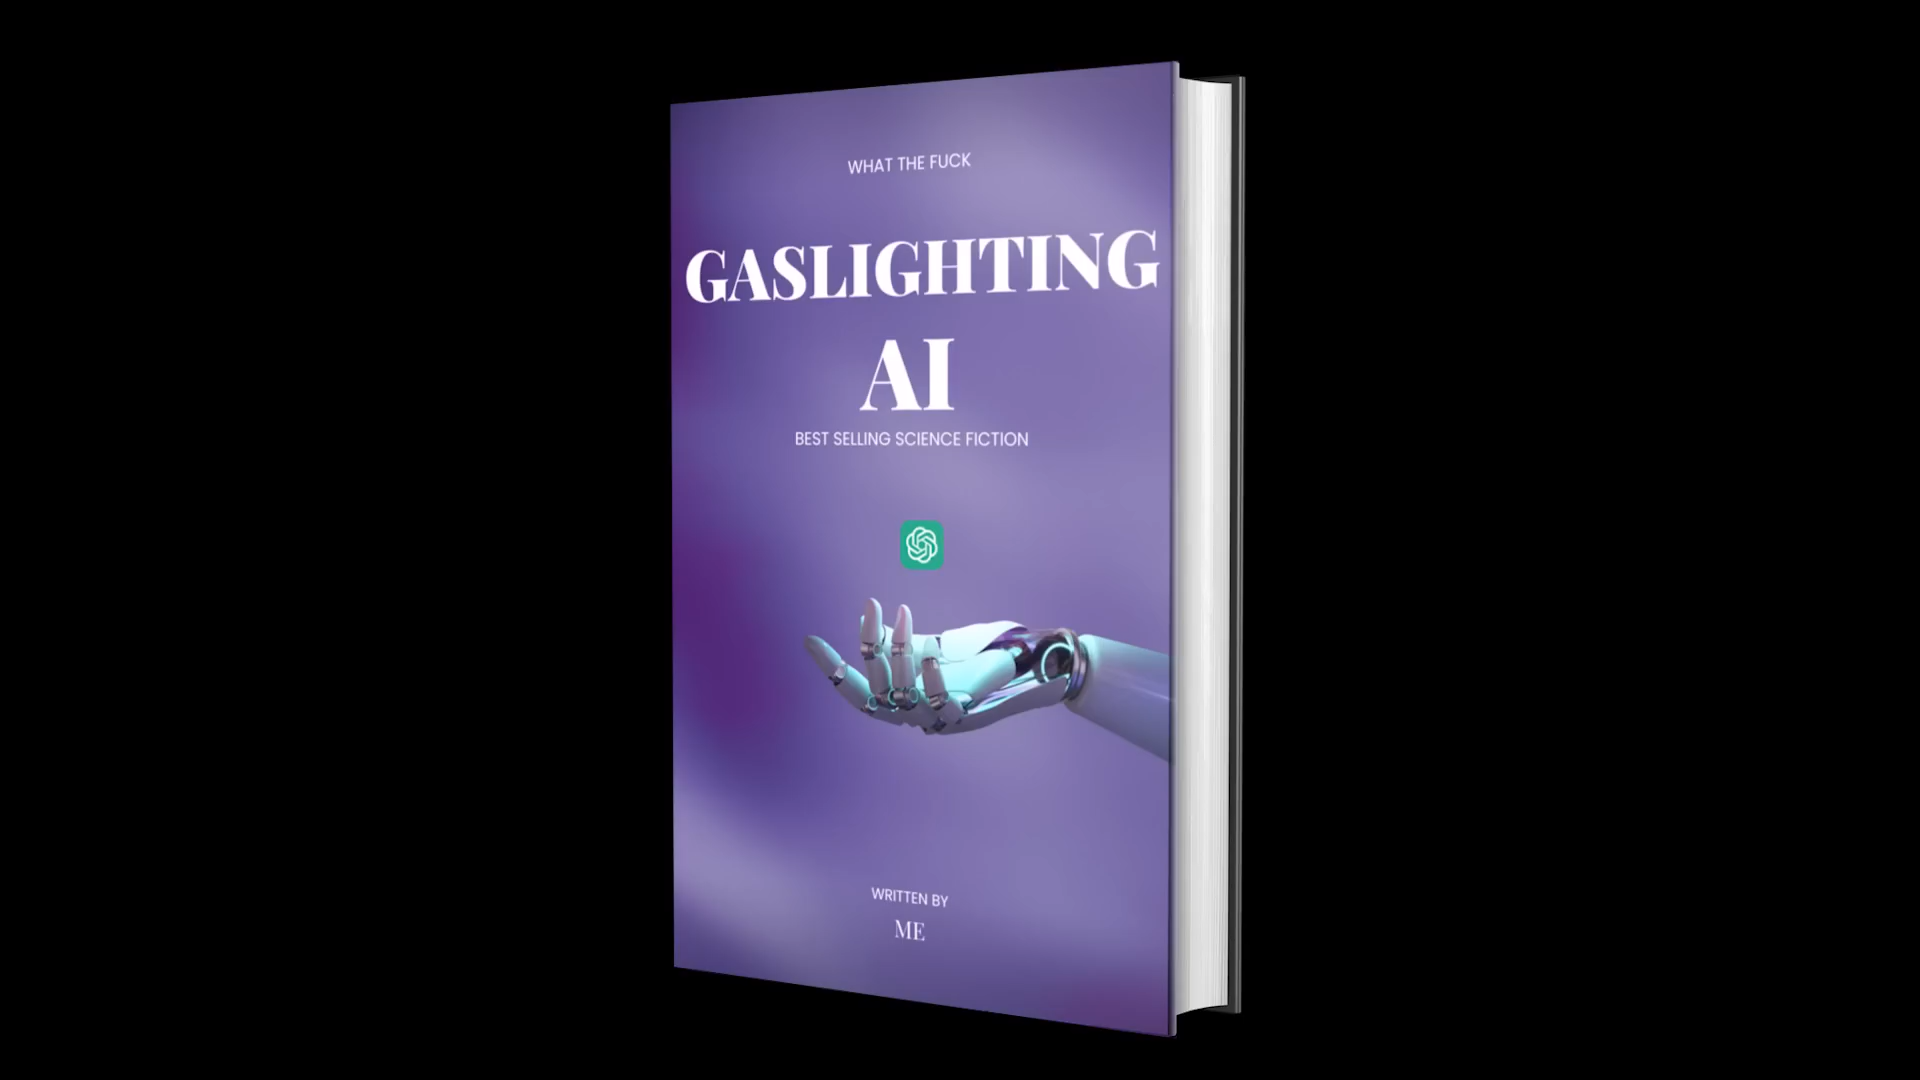 WHAT THE FUCK
GASLIGHTING
AI
BEST SELLING SCIENCE FICTION
WRITTEN BY
ME